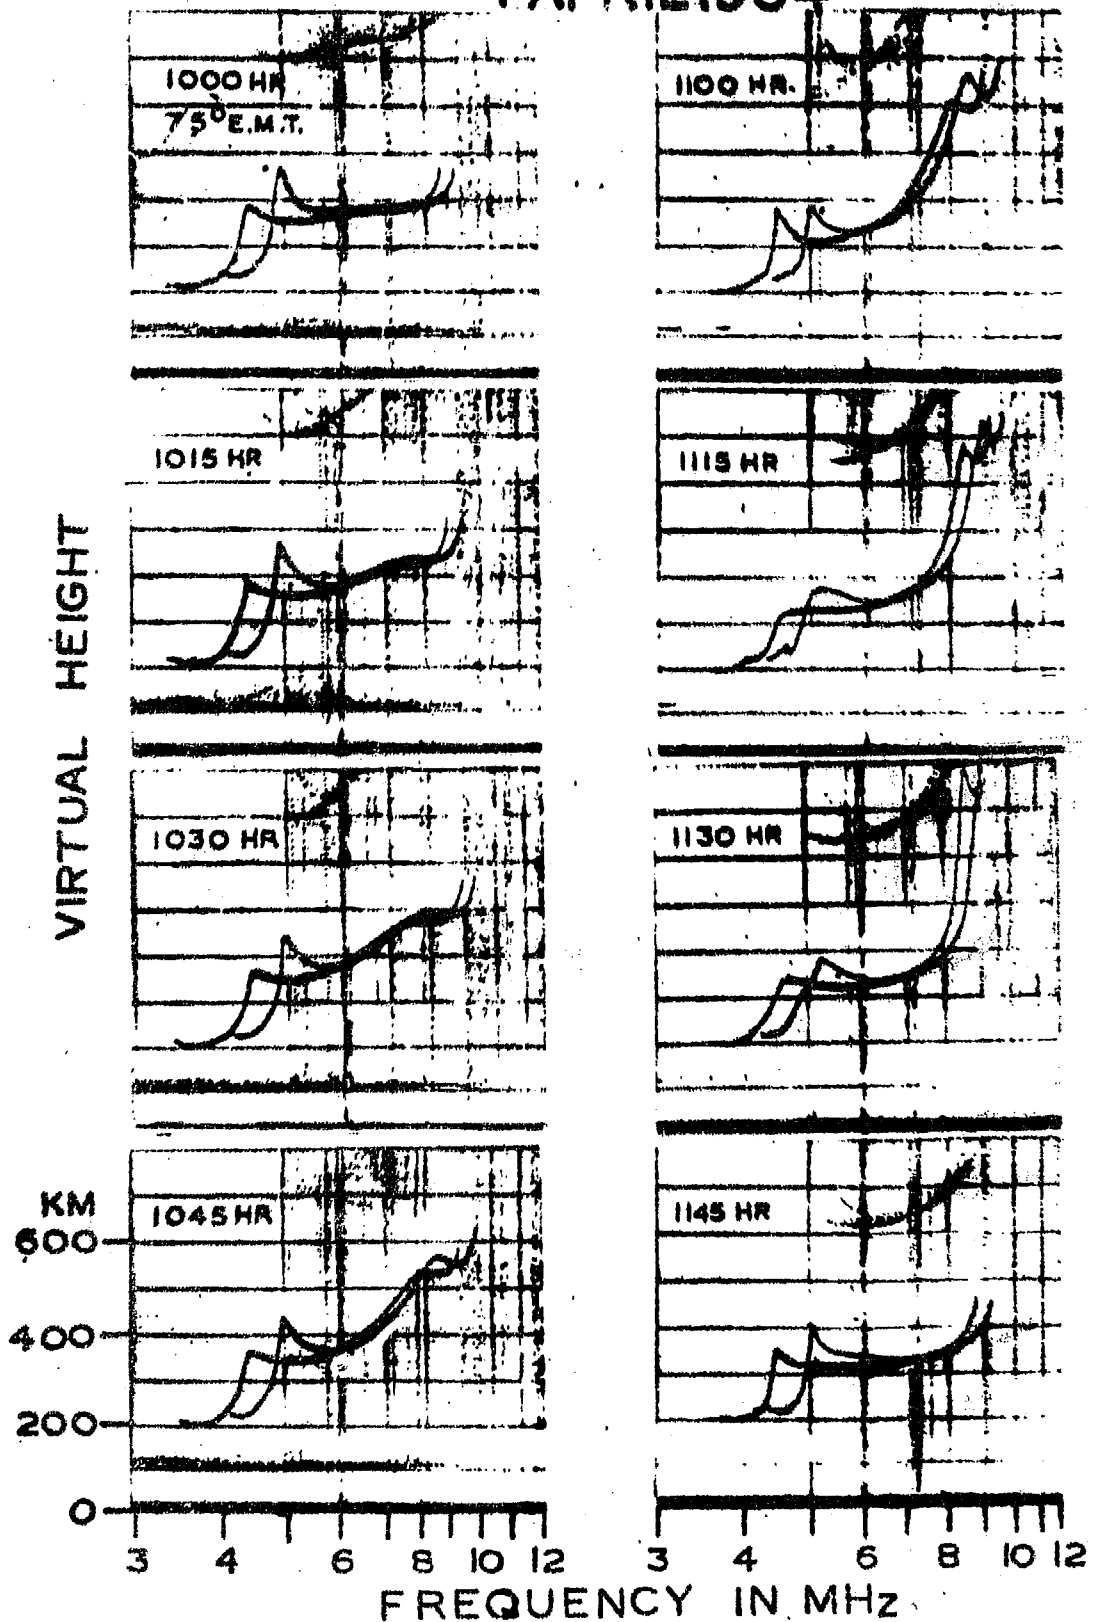 1000 HR
75° E.M.T.
1100 HR.
1015 HR
1115 HR
1030 HR
1130 HR
1045 HR
1145 HR
VIRTUAL HEIGHT
KM
600
400
200
0
3 4 6 8 10 12
3 4 6 8 10 12
FREQUENCY IN MHz